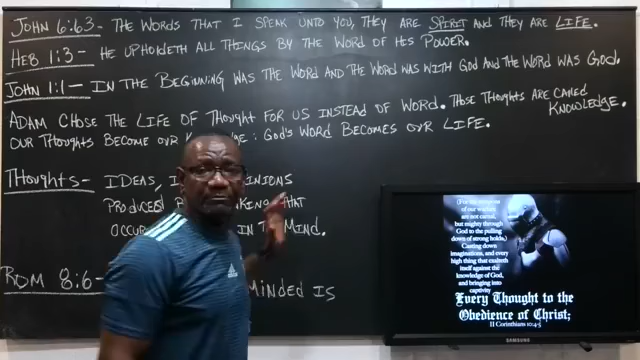 JOHN 6:63 - THE WORDS THAT I SPEAK UNTO YOU, THEY ARE SPIRIT AND THEY ARE LIFE.
HEB 1:3 - HE UPHOLDETH ALL THINGS BY THE WORD OF HIS POWER.
JOHN 1:1 - IN THE BEGINNING WAS THE WORD AND THE WORD WAS WITH GOD AND THE WORD WAS GOD.
ADAM CHOSE THE LIFE OF THOUGHT FOR US INSTEAD OF WORD. THOSE THOUGHTS ARE CALLED KNOWLEDGE.
OUR THOUGHTS BECOME OUR : GOD'S WORD BECOMES OUR LIFE.
THOUGHTS - IDEAS,
PRODUCED THAT
OCCUR IN MIND.
ROM 8:6 - MINDED IS
adidas
(For the weapons
of our warfare
are not carnal,
but mighty through
God to the pulling
down of strong holds;)
Casting down
imaginations, and every
high thing that exalteth
itself against the
knowledge of God,
and bringing into
captivity
Every Thought to the
Obedience of Christ;
II Corinthians 10:4-5
SAMSUNG